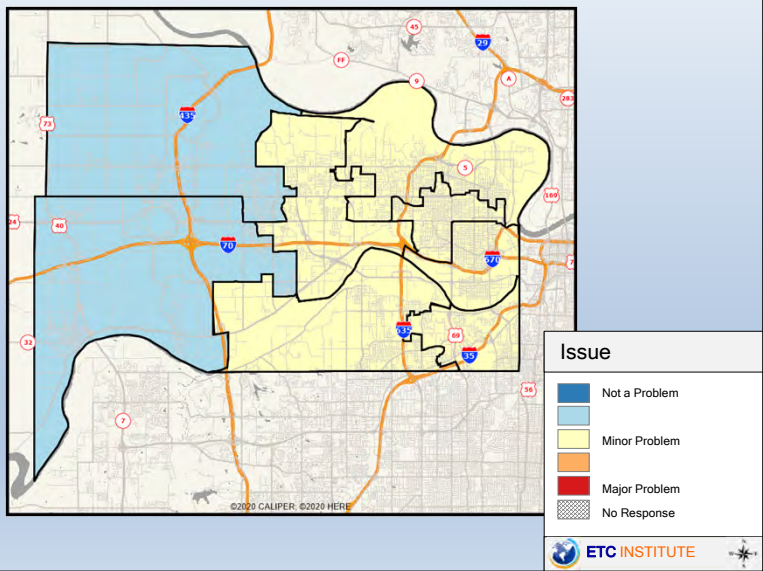 45
29
FF
9
A
283
435
73
5
169
24
40
70
670
7
32
635
69
35
56
7
©2020 CALIPER, ©2020 HERE
Issue
Not a Problem
Minor Problem
Major Problem
No Response
ETC INSTITUTE